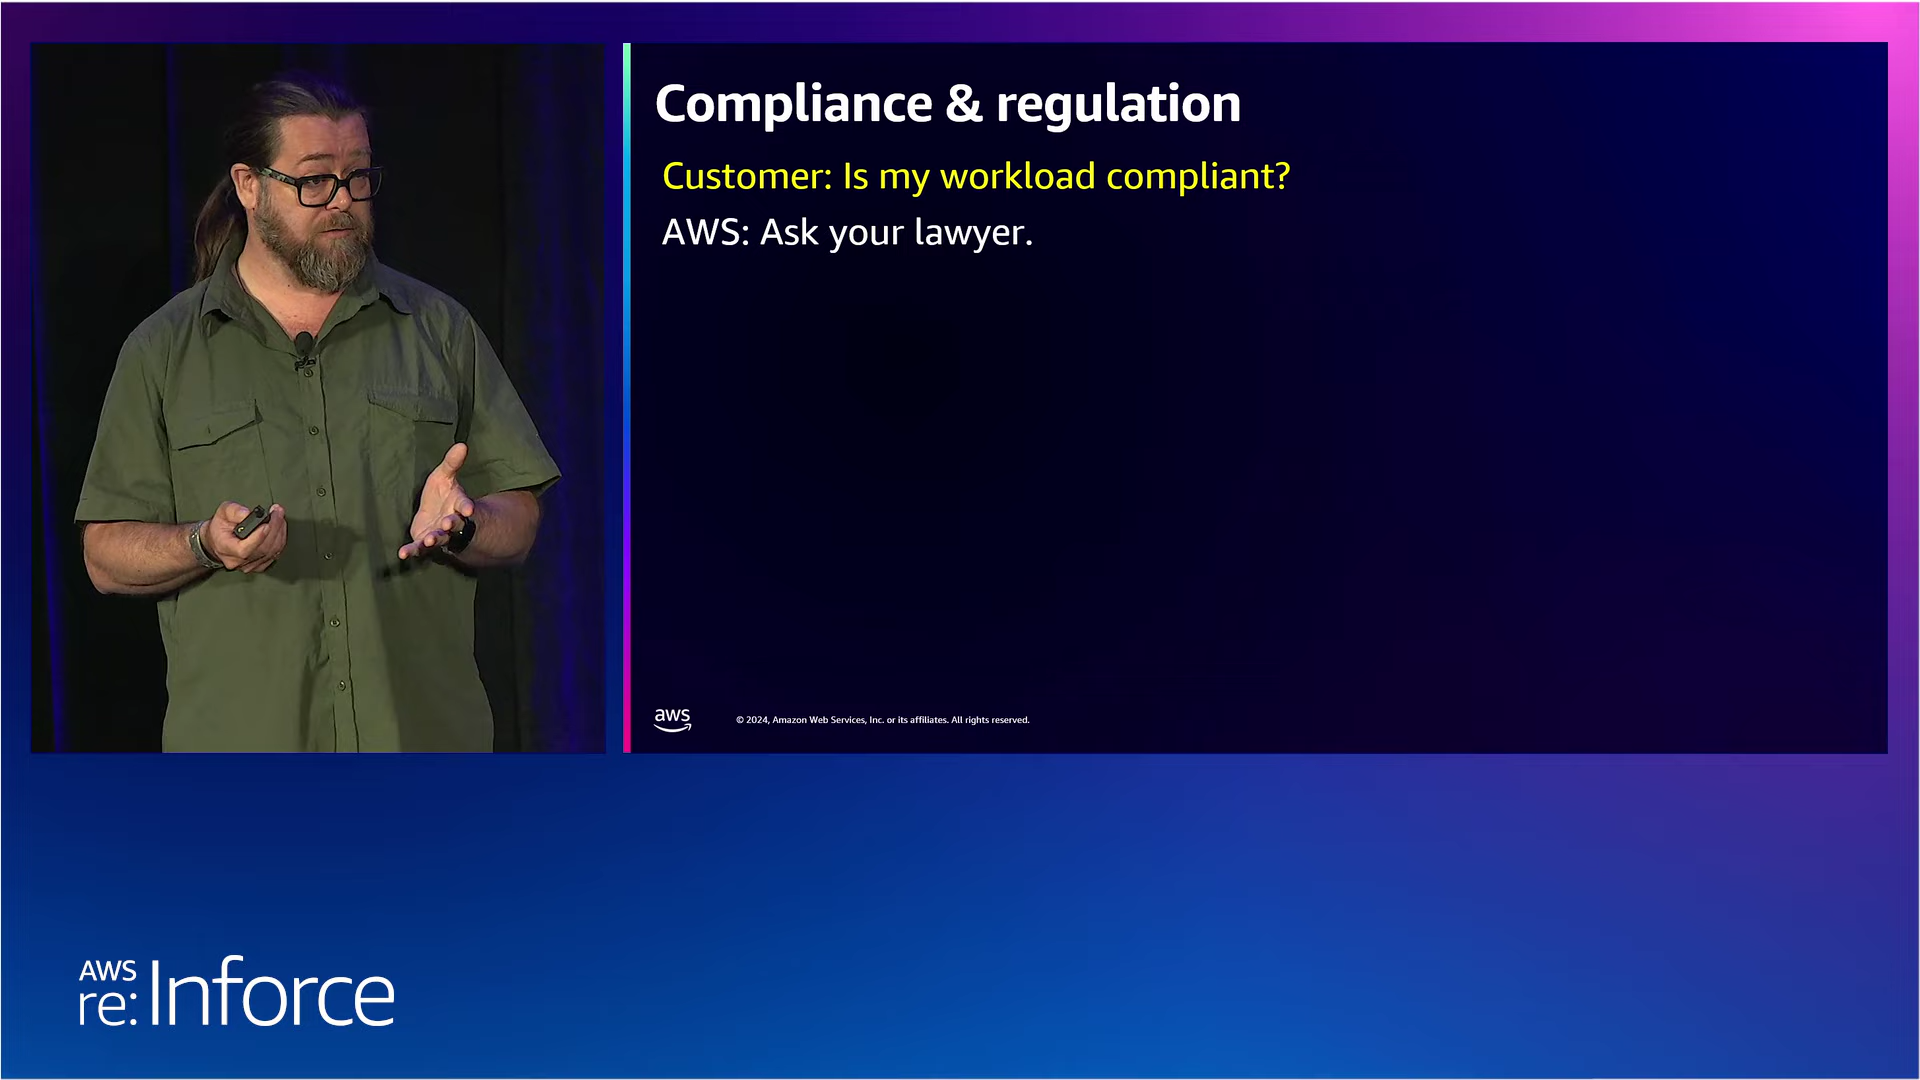 Compliance & regulation
Customer: Is my workload compliant?
AWS: Ask your lawyer.
aws
© 2024, Amazon Web Services, Inc. or its affiliates. All rights reserved.
AWS
re: Inforce